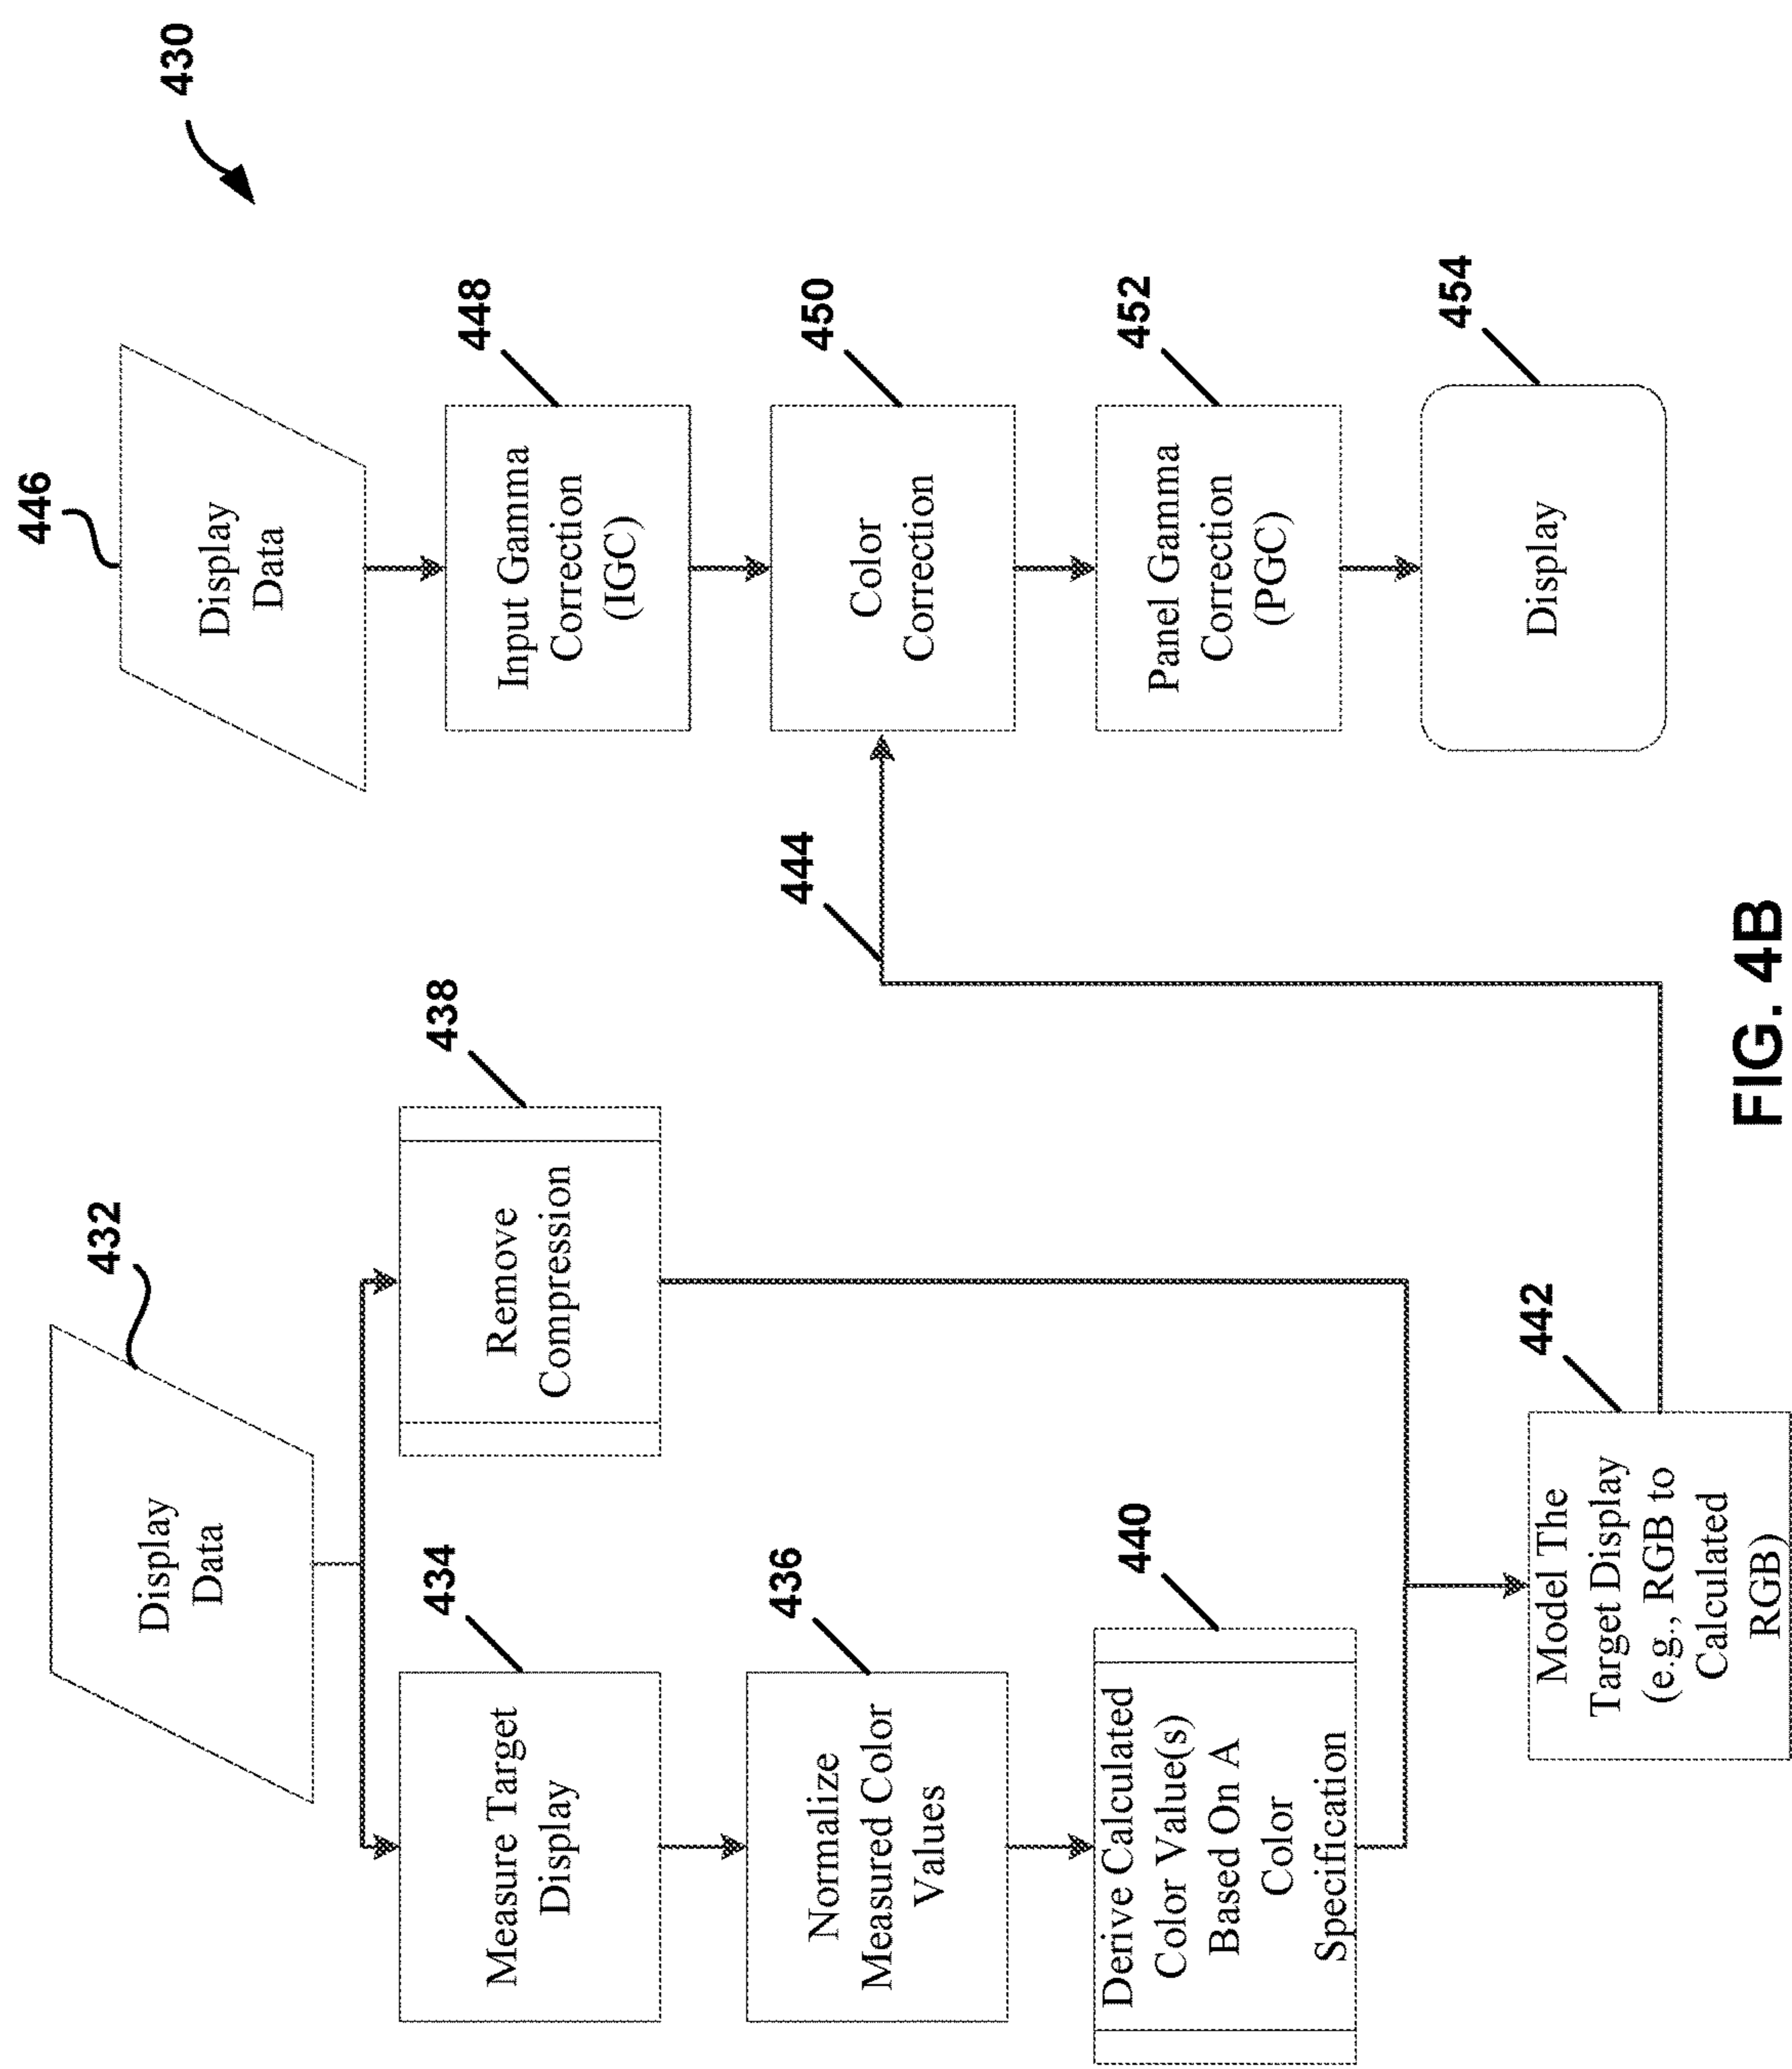 430
432
Display
Data
434
Measure Target
Display
438
Remove
Compression
436
Normalize
Measured Color
Values
440
Derive Calculated
Color Value(s)
Based On A
Color
Specification
442
Model The
Target Display
(e.g., RGB to
Calculated
RGB)
444
446
Display
Data
448
Input Gamma
Correction
(IGC)
450
Color
Correction
452
Panel Gamma
Correction
(PGC)
454
Display
FIG. 4B